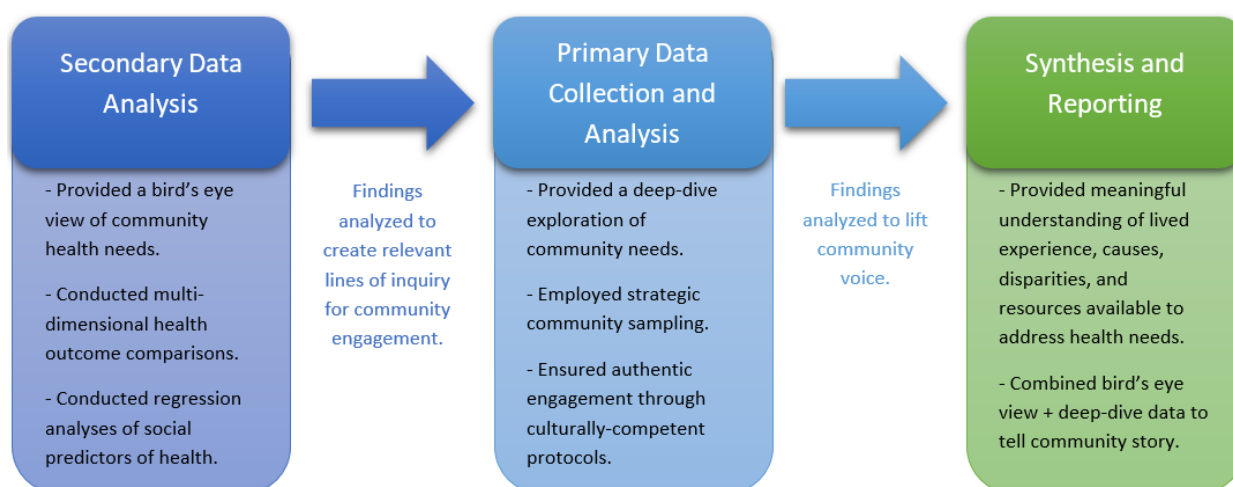 Secondary Data
Analysis
- Provided a bird’s eye
view of community
health needs.
- Conducted multi-
dimensional health
outcome comparisons.
- Conducted regression
analyses of social
predictors of health.
Findings
analyzed to
create relevant
lines of inquiry
for community
engagement.
Primary Data
Collection and
Analysis
- Provided a deep-dive
exploration of
community needs.
- Employed strategic
community sampling.
- Ensured authentic
engagement through
culturally-competent
protocols.
Findings
analyzed to lift
community
voice.
Synthesis and
Reporting
- Provided meaningful
understanding of lived
experience, causes,
disparities, and
resources available to
address health needs.
- Combined bird’s eye
view + deep-dive data to
tell community story.